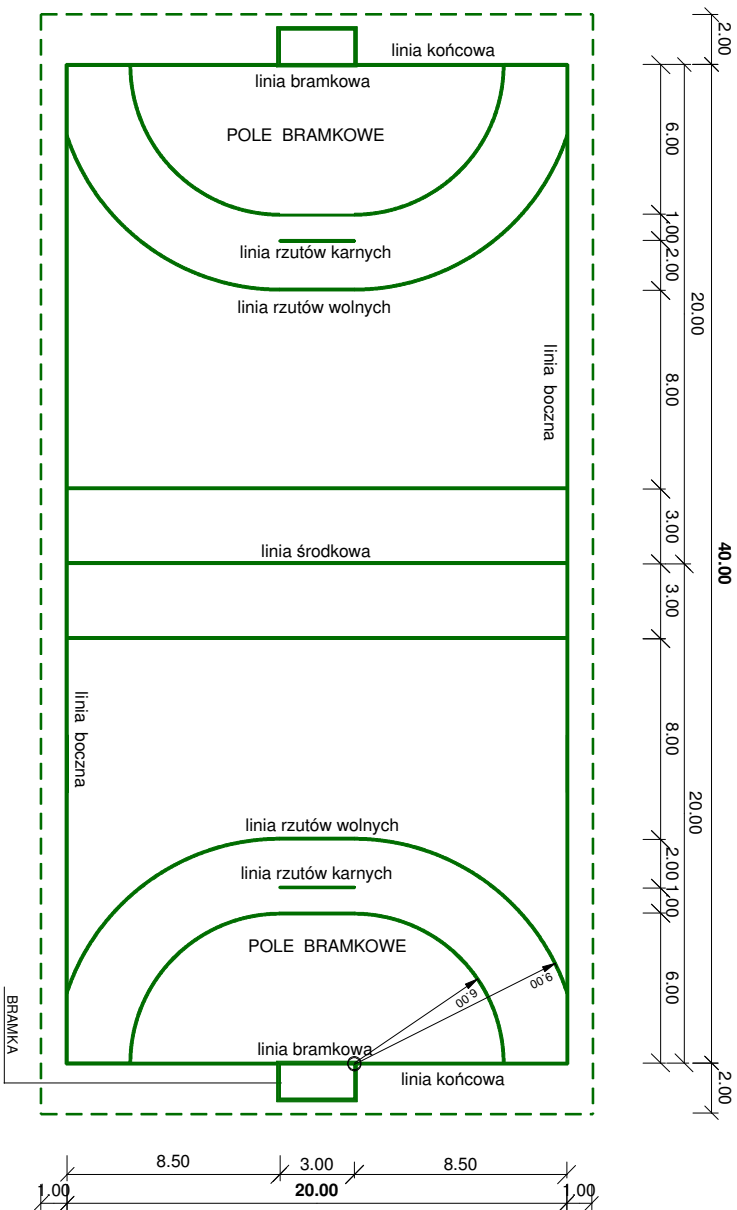 linia końcowa
linia bramkowa
POLE BRAMKOWE
linia rzutów karnych
linia rzutów wolnych
linia boczna
linia środkowa
linia boczna
linia rzutów wolnych
linia rzutów karnych
POLE BRAMKOWE
9.00
6.00
linia bramkowa
linia końcowa
BRAMKA
2.00
6.00
1.00
2.00
20.00
8.00
3.00
40.00
3.00
8.00
20.00
2.00
1.00
6.00
2.00
8.50
3.00
8.50
1.00
20.00
1.00